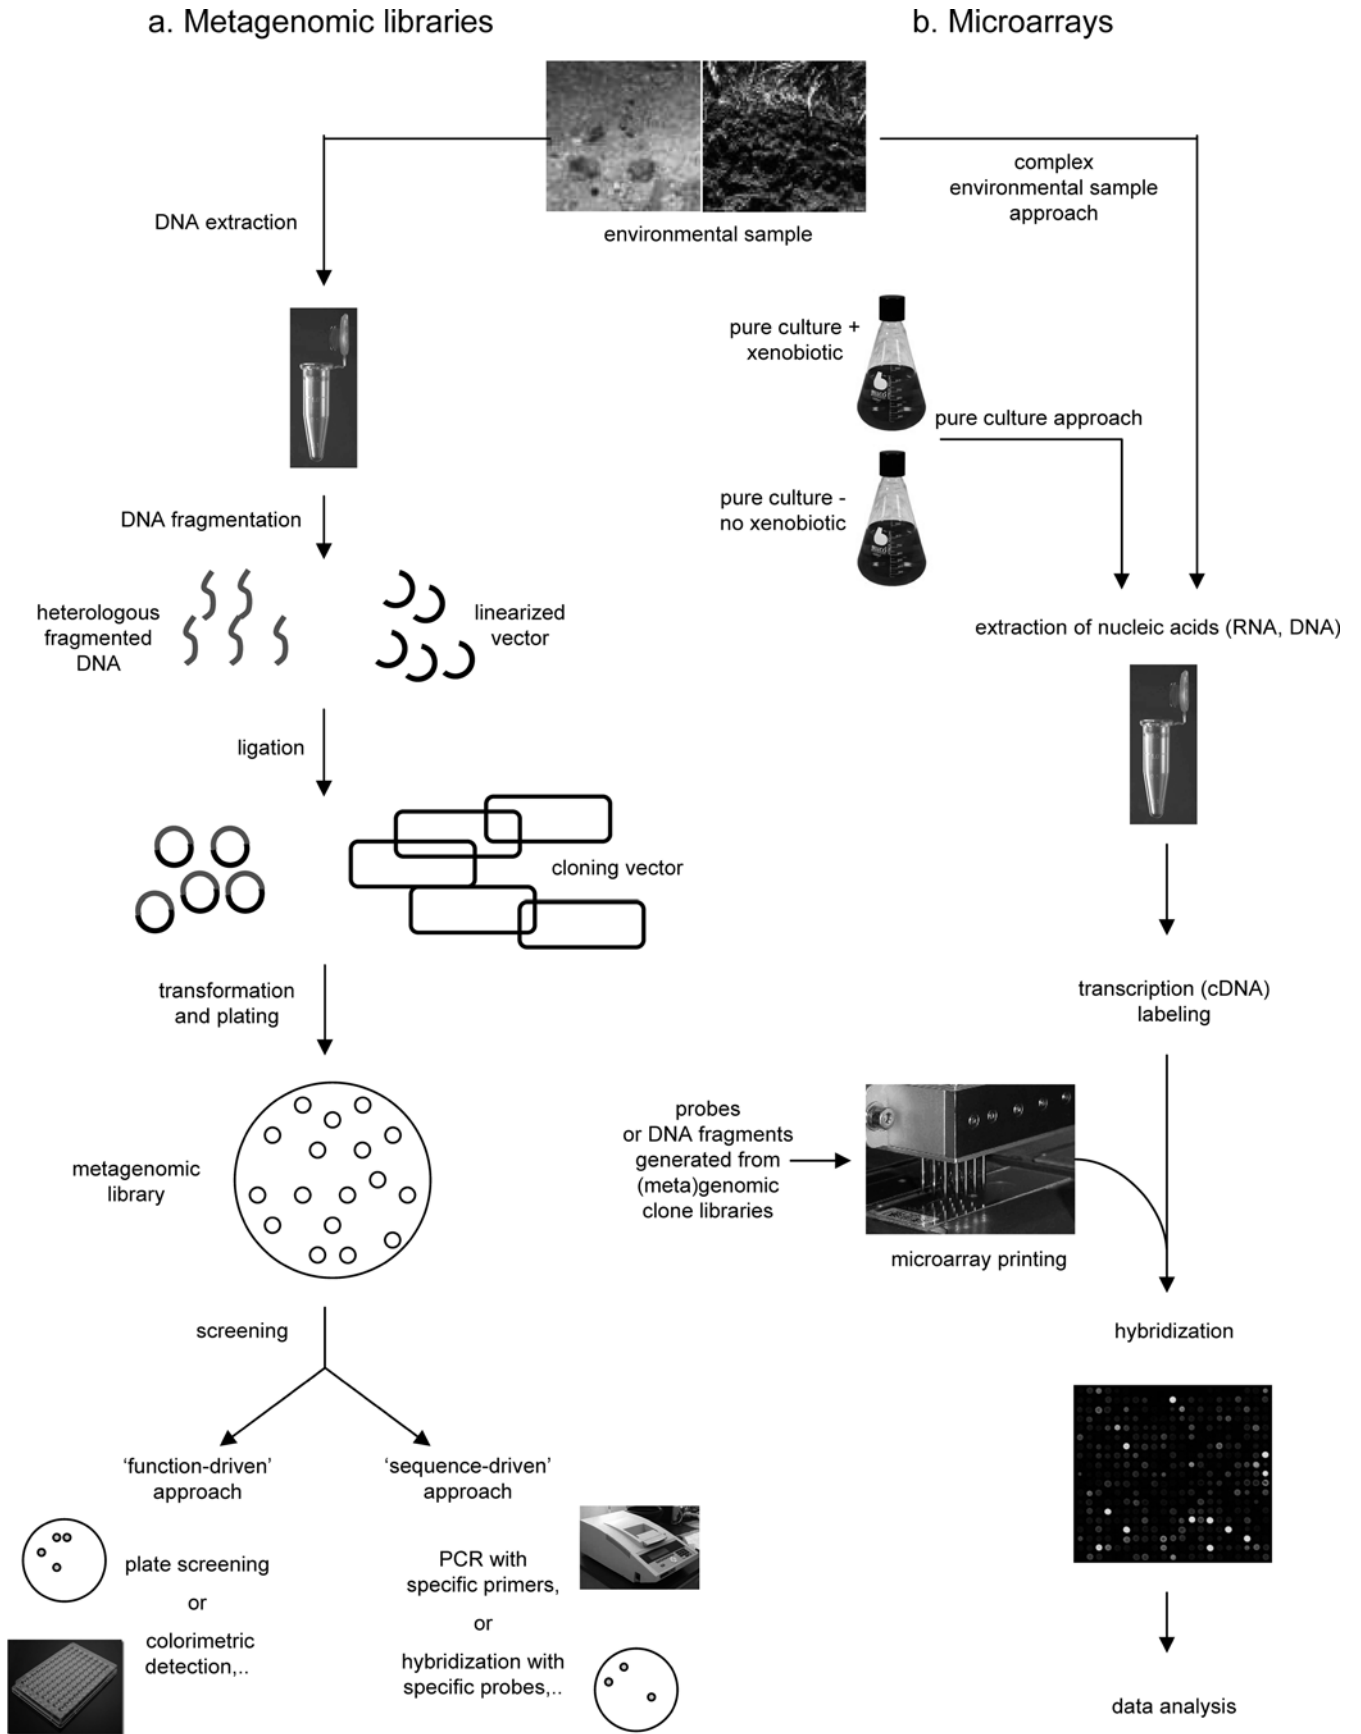 a. Metagenomic libraries
b. Microarrays
DNA extraction
environmental sample
complex
environmental sample
approach
pure culture +
xenobiotic
pure culture approach
pure culture -
no xenobiotic
DNA fragmentation
heterologous
fragmented
DNA
linearized
vector
extraction of nucleic acids (RNA, DNA)
ligation
cloning vector
transformation
and plating
transcription (cDNA)
labeling
metagenomic
library
probes
or DNA fragments
generated from
(meta)genomic
clone libraries
microarray printing
screening
hybridization
‘function-driven’
approach
‘sequence-driven’
approach
plate screening
or
colorimetric
detection,..
PCR with
specific primers,
or
hybridization with
specific probes,..
data analysis